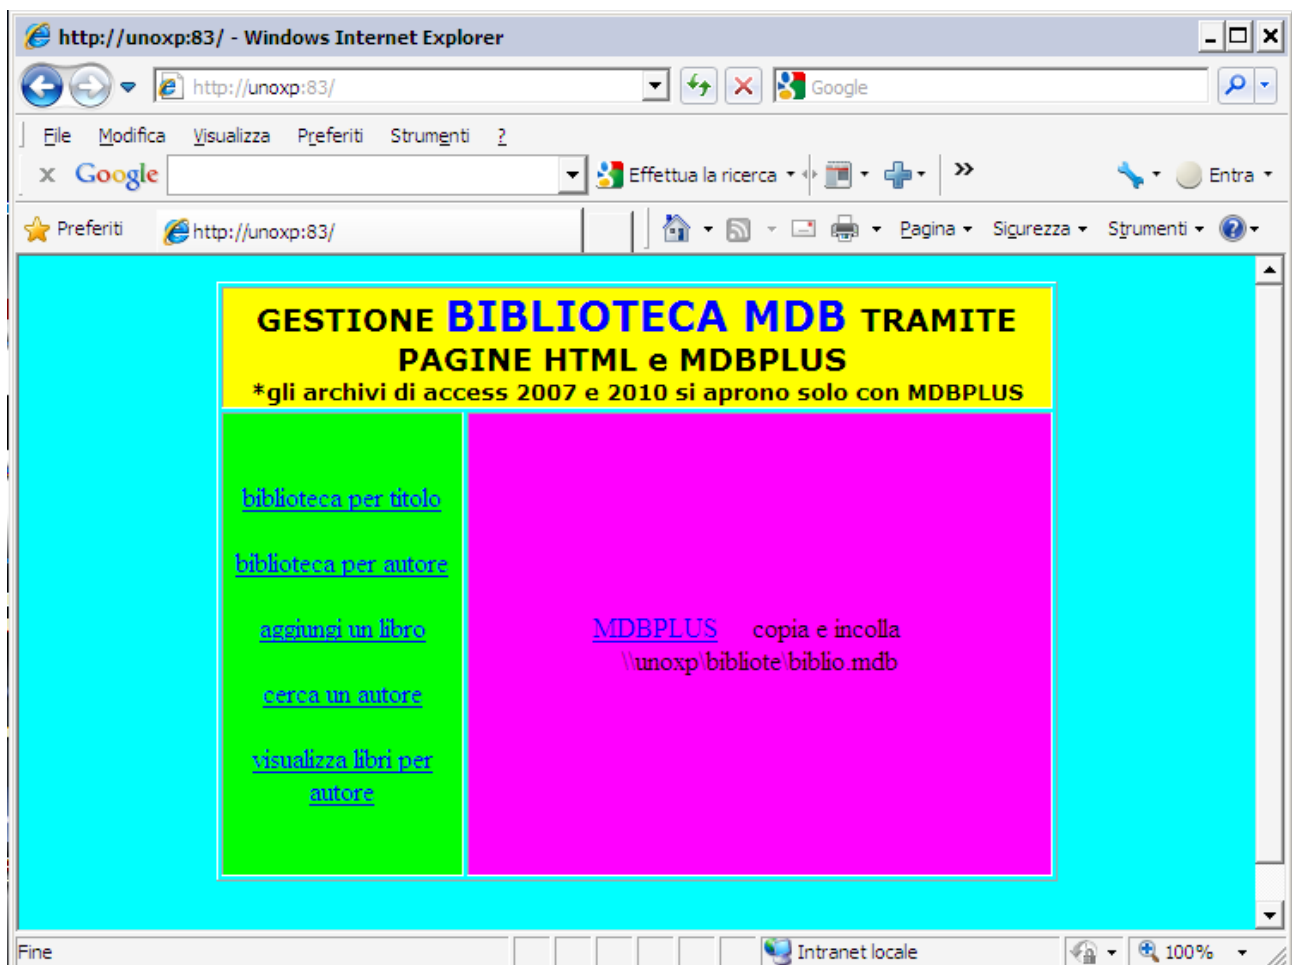 http://unoxp:83/ - Windows Internet Explorer
http://unoxp:83/
Google
File Modifica Visualizza Preferiti Strumenti ?
x Google Effettua la ricerca » Entra
Preferiti http://unoxp:83/ Pagina Sicurezza Strumenti
GESTIONE BIBLIOTECA MDB TRAMITE
PAGINE HTML e MDBPLUS
*gli archivi di access 2007 e 2010 si aprono solo con MDBPLUS
biblioteca per titolo
biblioteca per autore
aggiungi un libro
cerca un autore
visualizza libri per
autore
MDBPLUS copia e incolla
\\unoxp\bibliote\biblio.mdb
Fine Intranet locale 100%